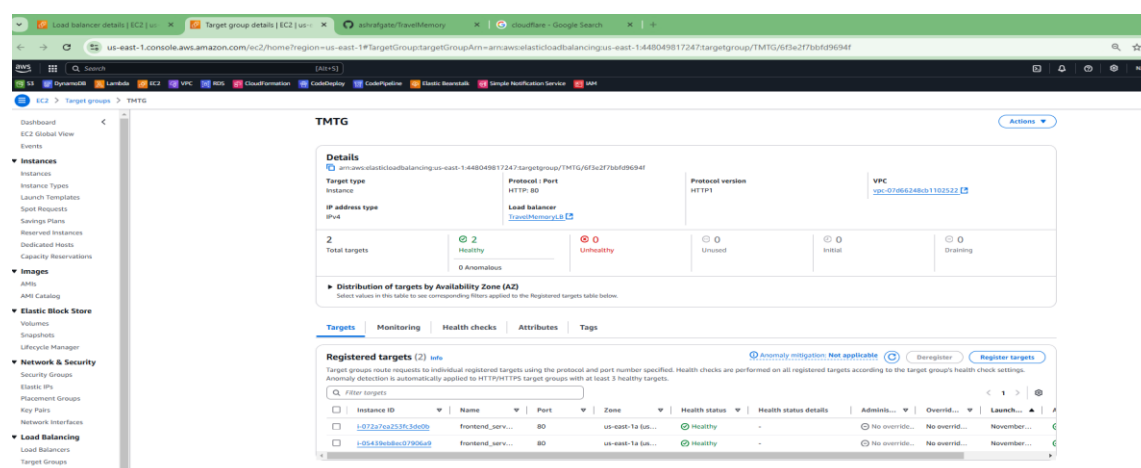 Load balancer details | EC2 | us-
Target group details | EC2 | us-e
ashrafgate/TravelMemory
cloudflare - Google Search
us-east-1.console.aws.amazon.com/ec2/home?region=us-east-1#TargetGroup:targetGroupArn=arn:aws:elasticloadbalancing:us-east-1:448049817247:targetgroup/TMTG/6f3e2f7bbfd9694f
aws Search [Alt+S]
S3 DynamoDB Lambda EC2 VPC RDS CloudFormation CodeDeploy CodePipeline Elastic Beanstalk Simple Notification Service IAM
EC2 > Target groups > TMTG
Dashboard
EC2 Global View
Events
Instances
Instances
Instance Types
Launch Templates
Spot Requests
Savings Plans
Reserved Instances
Dedicated Hosts
Capacity Reservations
Images
AMIs
AMI Catalog
Elastic Block Store
Volumes
Snapshots
Lifecycle Manager
Network & Security
Security Groups
Elastic IPs
Placement Groups
Key Pairs
Network Interfaces
Load Balancing
Load Balancers
Target Groups
TMTG Actions
Details
arn:aws:elasticloadbalancing:us-east-1:448049817247:targetgroup/TMTG/6f3e2f7bbfd9694f
Target type Protocol : Port Protocol version VPC
Instance HTTP: 80 HTTP1 vpc-07d66248cb1102522
IP address type Load balancer
IPv4 TravelMemoryLB
2 2 0 0 0 0
Total targets Healthy Unhealthy Unused Initial Draining
0 Anomalous
Distribution of targets by Availability Zone (AZ)
Select values in this table to see corresponding filters applied to the Registered targets table below.
Targets Monitoring Health checks Attributes Tags
Registered targets (2) Info Anomaly mitigation: Not applicable Deregister Register targets
Target groups route requests to individual registered targets using the protocol and port number specified. Health checks are performed on all registered targets according to the target group's health check settings.
Anomaly detection is automatically applied to HTTP/HTTPS target groups with at least 3 healthy targets.
Filter targets 1
Instance ID Name Port Zone Health status Health status details Adminis... Overrid... Launch...
i-072a7ea253fc3de0b frontend_serv... 80 us-east-1a (us... Healthy - No override... No overrid... November...
i-05439eb8ec07906a9 frontend_serv... 80 us-east-1a (us... Healthy - No override... No overrid... November...